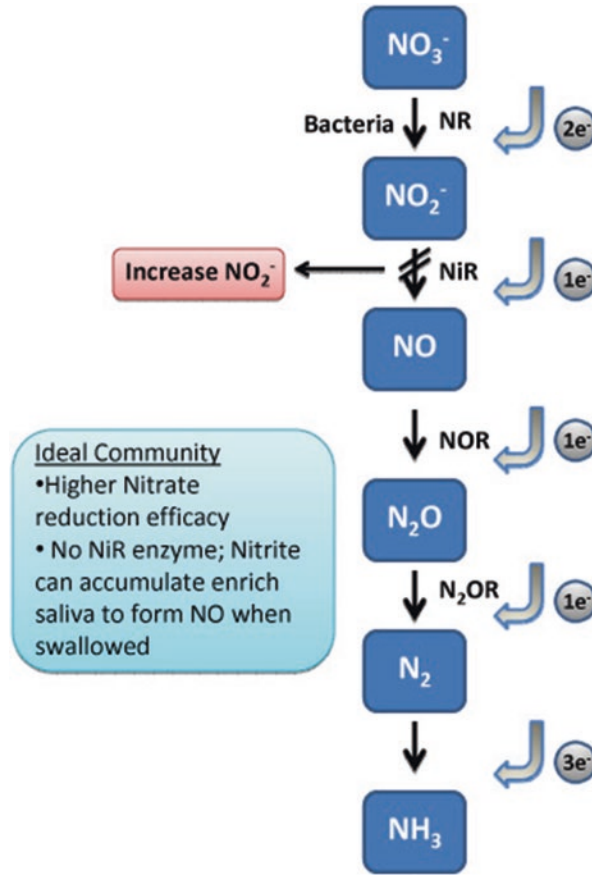 NO₃⁻
Bacteria NR
2e⁻
NO₂⁻
Increase NO₂⁻
NiR
1e⁻
NO
NOR
1e⁻
Ideal Community
•Higher Nitrate
reduction efficacy
• No NiR enzyme; Nitrite
can accumulate enrich
saliva to form NO when
swallowed
N₂O
N₂OR
1e⁻
N₂
3e⁻
NH₃